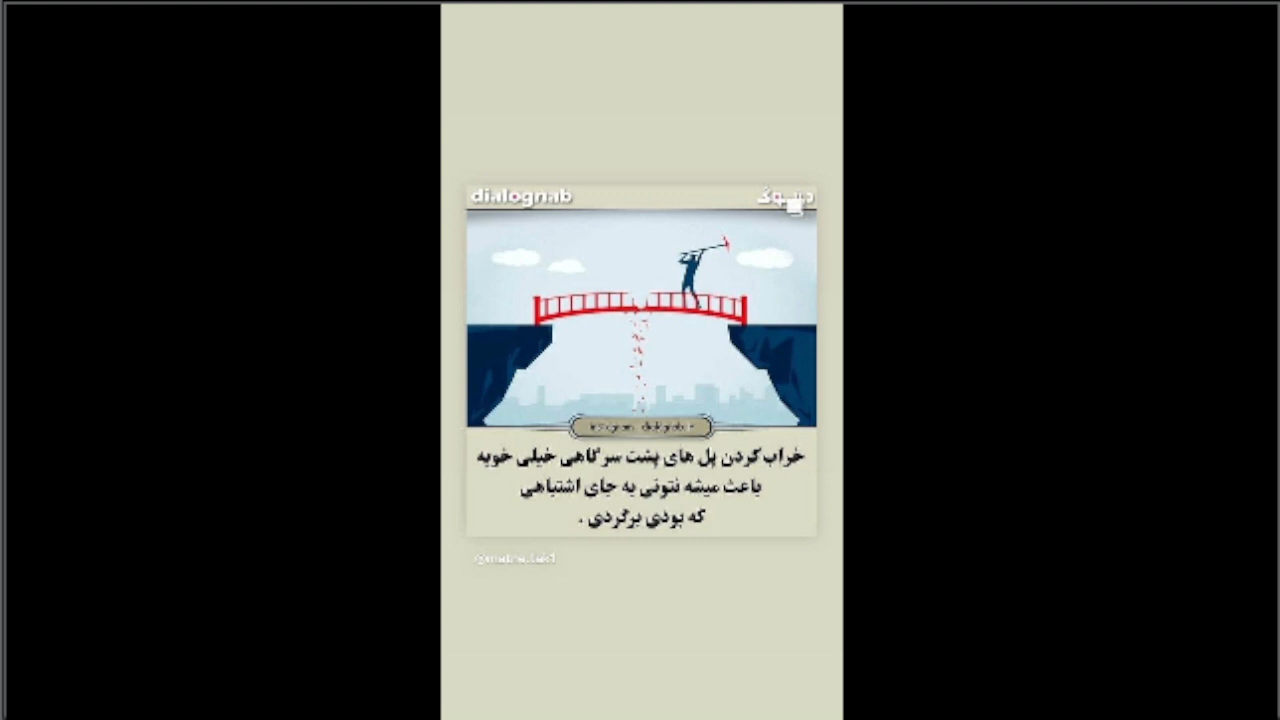 dialognab
خراب کردن پل های پشت سر گاهی خیلی خوبه
باعث میشه نتونی به جای اشتباهی
که بودی برگردی .